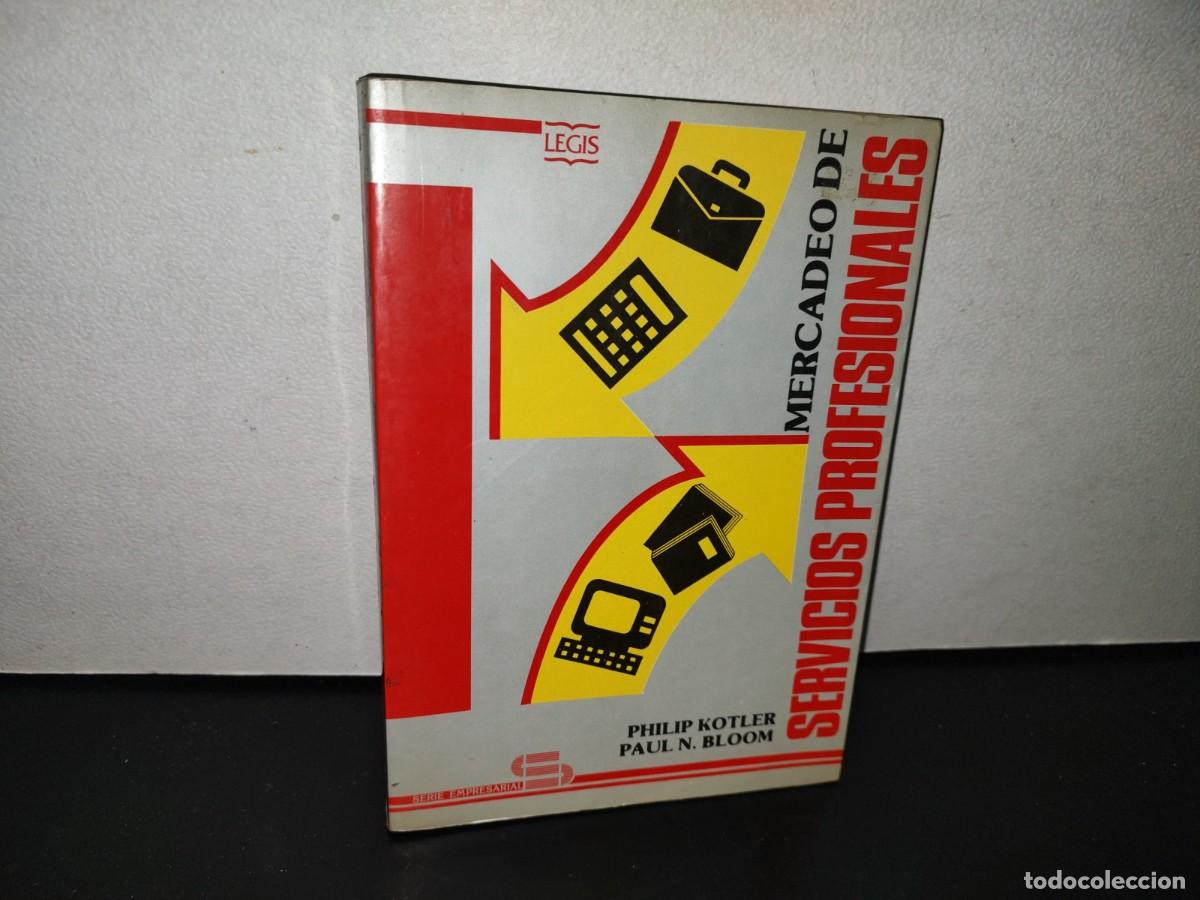 LEGIS
MERCADEO DE
SERVICIOS PROFESIONALES
PHILIP KOTLER
PAUL N. BLOOM
SERIE EMPRESARIAL
todocoleccion